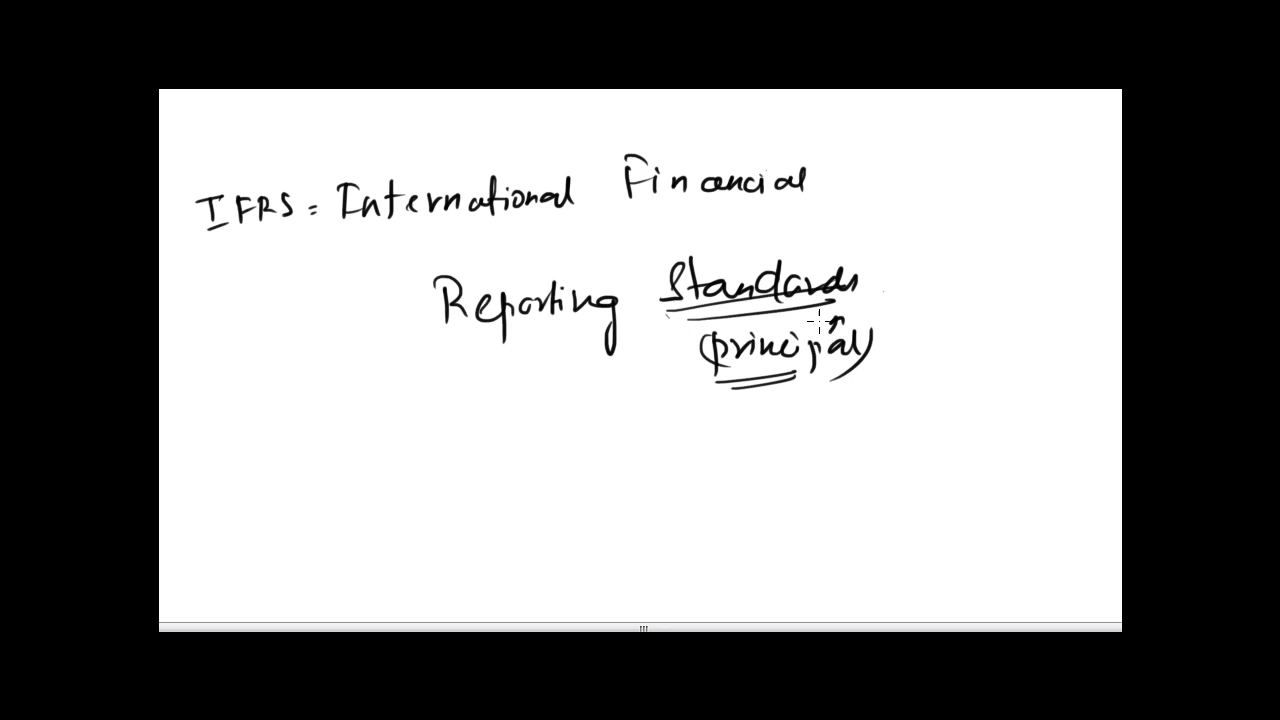 IFRS = International Financial
Reporting Standards
(principal)